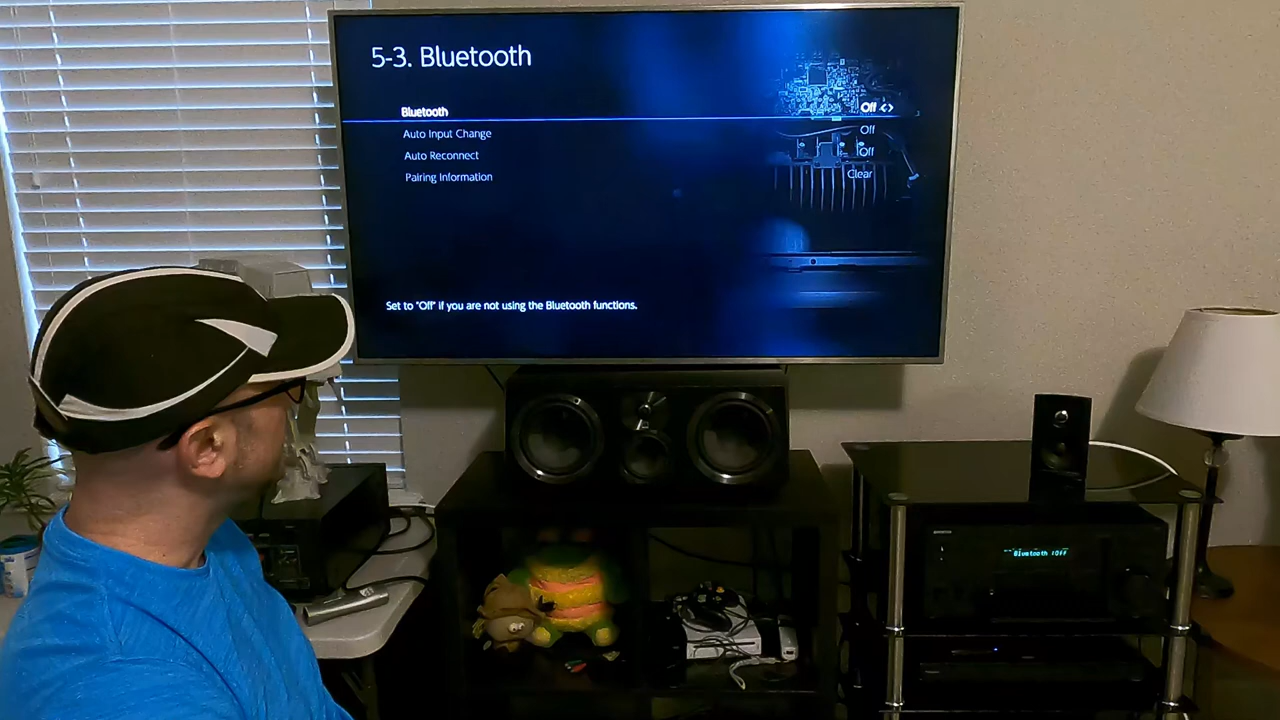 5-3. Bluetooth
Bluetooth Off <>
Auto Input Change Off
Auto Reconnect Off
Pairing Information Clear
Set to "Off" if you are not using the Bluetooth functions.
Bluetooth :Off